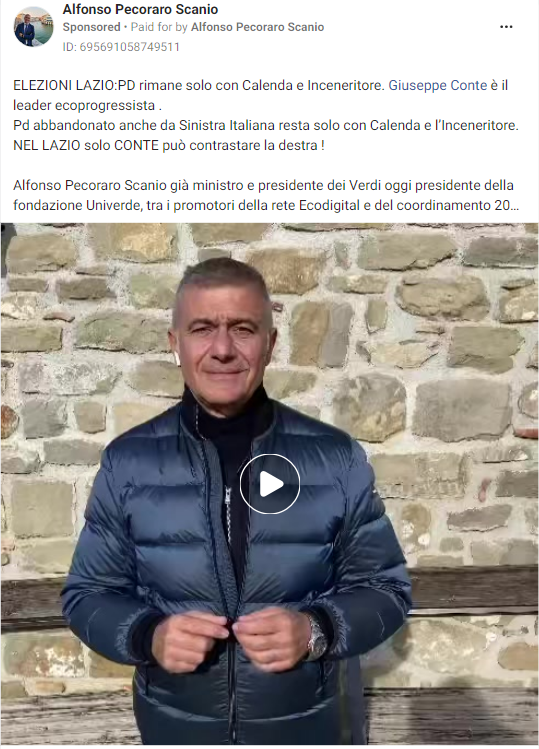 Alfonso Pecoraro Scanio
Sponsored • Paid for by Alfonso Pecoraro Scanio
ID: 695691058749511
ELEZIONI LAZIO:PD rimane solo con Calenda e Inceneritore. Giuseppe Conte è il
leader ecoprogressista .
Pd abbandonato anche da Sinistra Italiana resta solo con Calenda e l’Inceneritore.
NEL LAZIO solo CONTE può contrastare la destra !
Alfonso Pecoraro Scanio già ministro e presidente dei Verdi oggi presidente della
fondazione Univerde, tra i promotori della rete Ecodigital e del coordinamento 20...